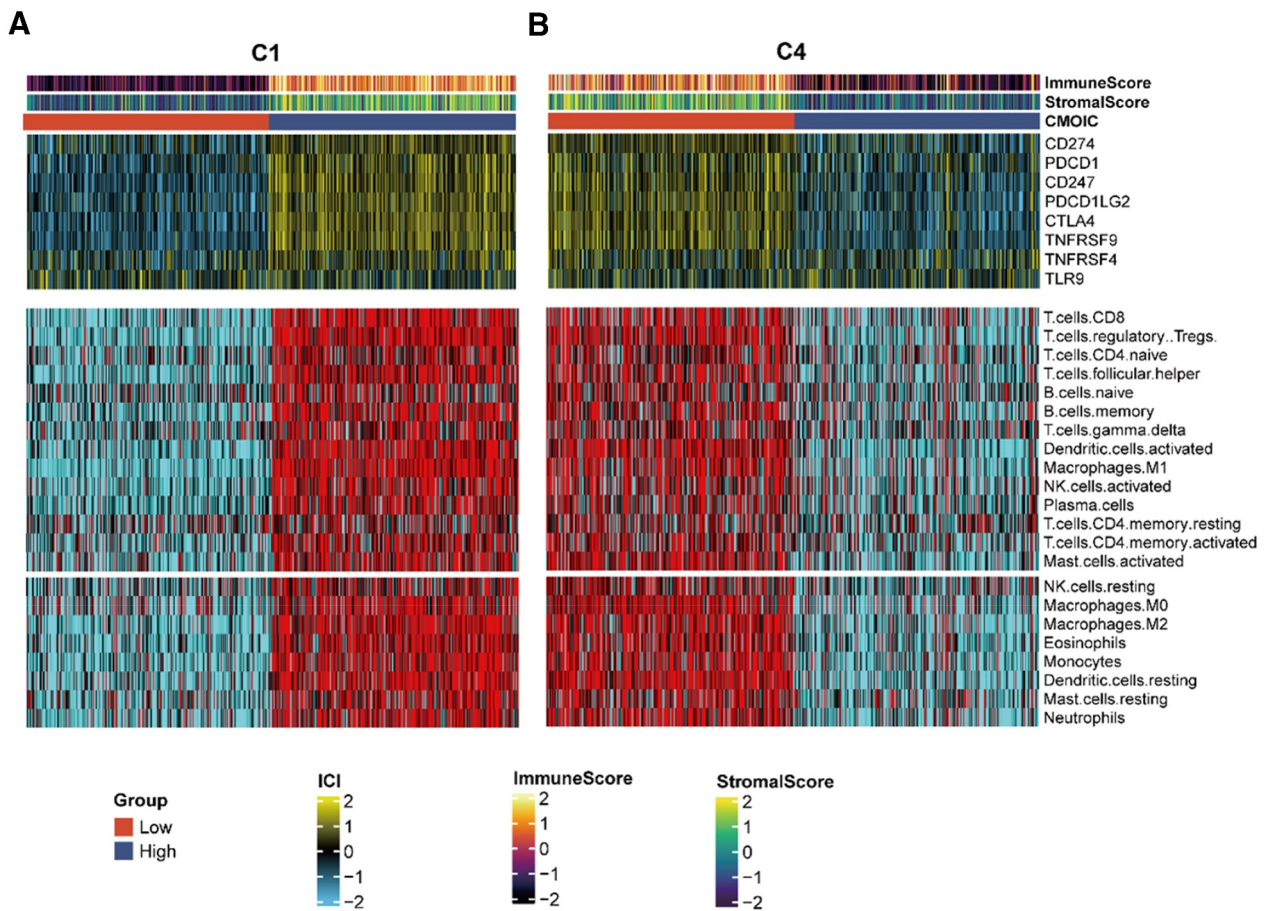 A
B
C1
C4
ImmuneScore
StromalScore
CMOIC
CD274
PDCD1
CD247
PDCD1LG2
CTLA4
TNFRSF9
TNFRSF4
TLR9
T.cells.CD8
T.cells.regulatory..Tregs.
T.cells.CD4.naive
T.cells.follicular.helper
B.cells.naive
B.cells.memory
T.cells.gamma.delta
Dendritic.cells.activated
Macrophages.M1
NK.cells.activated
Plasma.cells
T.cells.CD4.memory.resting
T.cells.CD4.memory.activated
Mast.cells.activated
NK.cells.resting
Macrophages.M0
Macrophages.M2
Eosinophils
Monocytes
Dendritic.cells.resting
Mast.cells.resting
Neutrophils
Group
Low
High
ICI
2
1
0
−1
−2
ImmuneScore
2
1
0
−1
−2
StromalScore
2
1
0
−1
−2